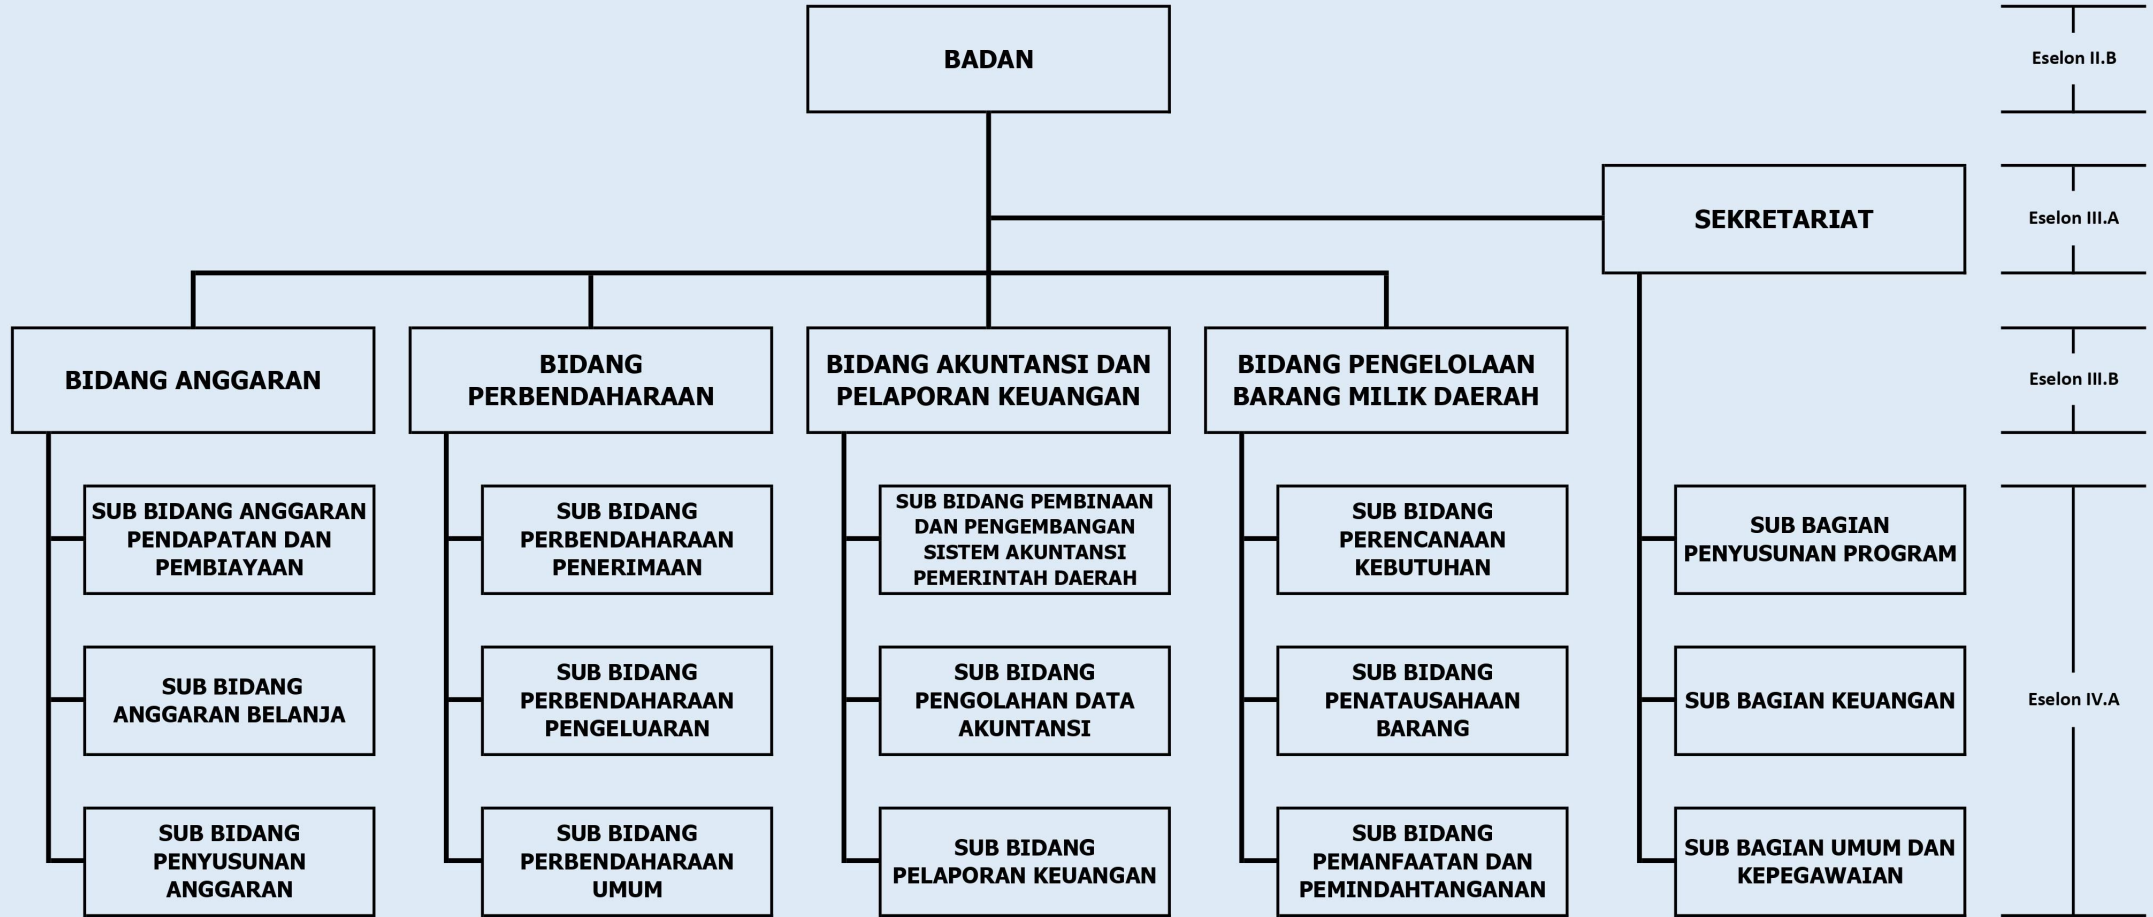 BADAN
Eselon II.B
SEKRETARIAT
Eselon III.A
BIDANG ANGGARAN
BIDANG
PERBENDAHARAAN
BIDANG AKUNTANSI DAN
PELAPORAN KEUANGAN
BIDANG PENGELOLAAN
BARANG MILIK DAERAH
Eselon III.B
SUB BIDANG ANGGARAN
PENDAPATAN DAN
PEMBIAYAAN
SUB BIDANG
PERBENDAHARAAN
PENERIMAAN
SUB BIDANG PEMBINAAN
DAN PENGEMBANGAN
SISTEM AKUNTANSI
PEMERINTAH DAERAH
SUB BIDANG
PERENCANAAN
KEBUTUHAN
SUB BAGIAN
PENYUSUNAN PROGRAM
SUB BIDANG
ANGGARAN BELANJA
SUB BIDANG
PERBENDAHARAAN
PENGELUARAN
SUB BIDANG
PENGOLAHAN DATA
AKUNTANSI
SUB BIDANG
PENATAUSAHAAN
BARANG
SUB BAGIAN KEUANGAN
Eselon IV.A
SUB BIDANG
PENYUSUNAN
ANGGARAN
SUB BIDANG
PERBENDAHARAAN
UMUM
SUB BIDANG
PELAPORAN KEUANGAN
SUB BIDANG
PEMANFAATAN DAN
PEMINDAHTANGANAN
SUB BAGIAN UMUM DAN
KEPEGAWAIAN